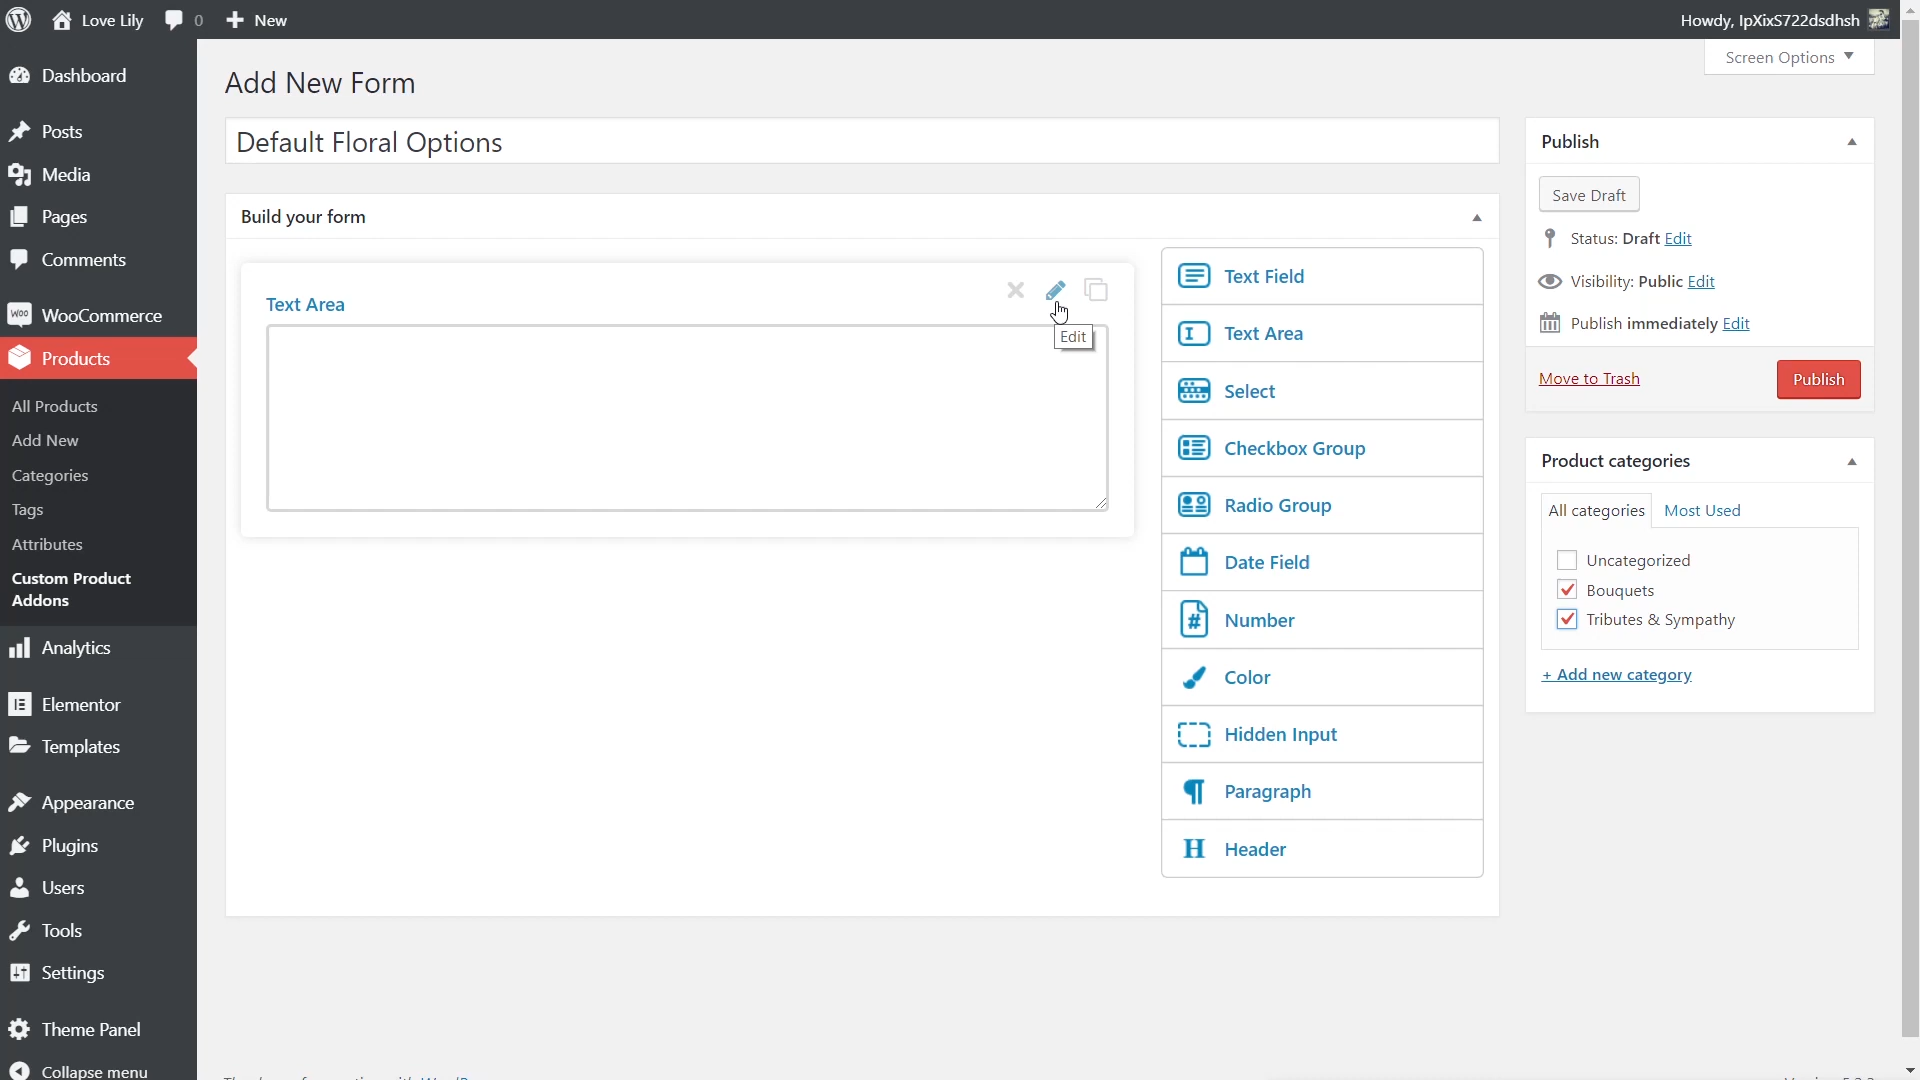 Love Lily
0
New
Howdy, IpXixS722dsdhsh
Screen Options
Dashboard
Posts
Media
Pages
Comments
WooCommerce
Products
All Products
Add New
Categories
Tags
Attributes
Custom Product
Addons
Analytics
Elementor
Templates
Appearance
Plugins
Users
Tools
Settings
Theme Panel
Collapse menu
Add New Form
Default Floral Options
Build your form
Text Area
Edit
Text Field
Text Area
Select
Checkbox Group
Radio Group
Date Field
Number
Color
Hidden Input
Paragraph
Header
Publish
Save Draft
Status: Draft Edit
Visibility: Public Edit
Publish immediately Edit
Move to Trash
Publish
Product categories
All categories
Most Used
Uncategorized
Bouquets
Tributes & Sympathy
+ Add new category